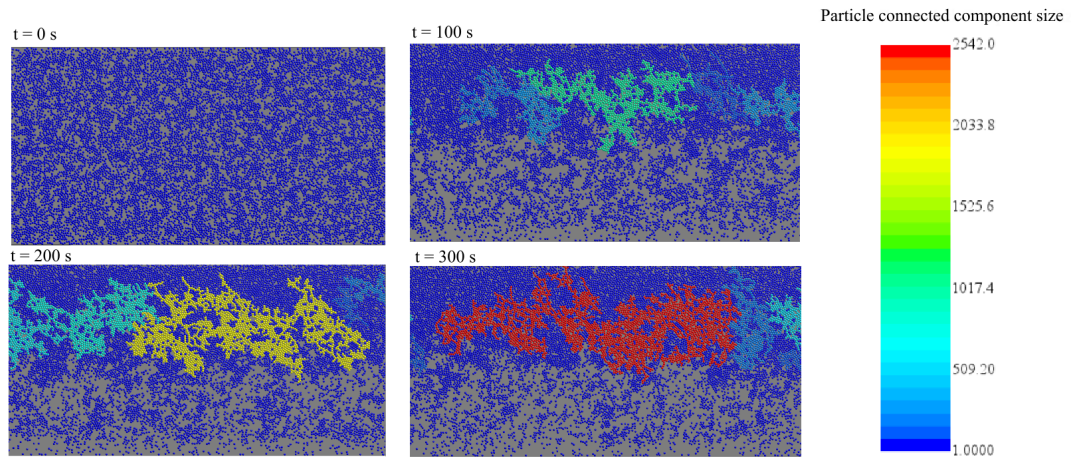 t = 0 s
t = 100 s
t = 200 s
t = 300 s
Particle connected component size
2542.0
2033.8
1525.6
1017.4
509.20
1.0000